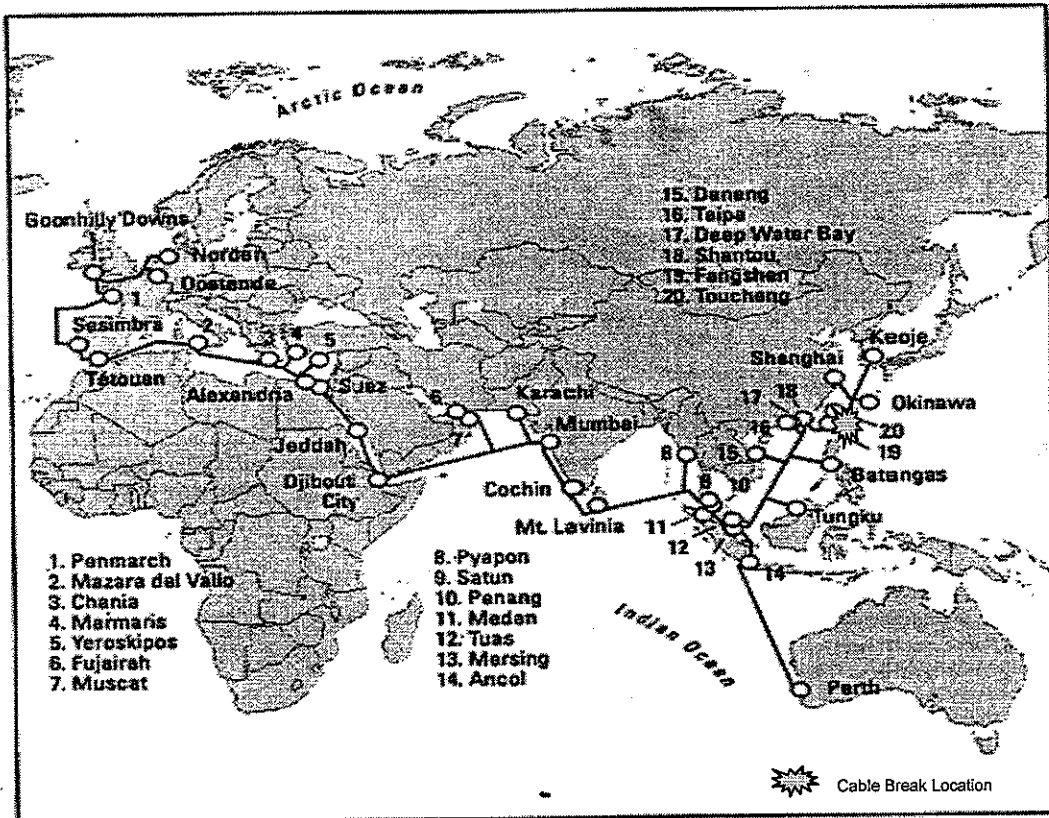 Arctic Ocean
15. Danang
16. Taipa
17. Deep Water Bay
18. Shantou
19. Fangshan
20. Toucheng
Goonhilly Downs
Norden
Oostende
1
Sesimbra
2
3
4
5
Tétouan
Alexandria
Suez
Jeddah
Djibouti
City
6
7
Karachi
Mumbai
Cochin
Mt. Lavinia
Shanghai
Keoje
Okinawa
17
18
16
15
20
19
Batangas
8
9
10
11
12
13
14
Tungku
Indian Ocean
Perth
1. Penmarch
2. Mazara del Vallo
3. Chania
4. Marmaris
5. Yeroskipos
6. Fujairah
7. Muscat
8. Pyapon
9. Satun
10. Penang
11. Medan
12. Tuas
13. Mersing
14. Ancol
Cable Break Location